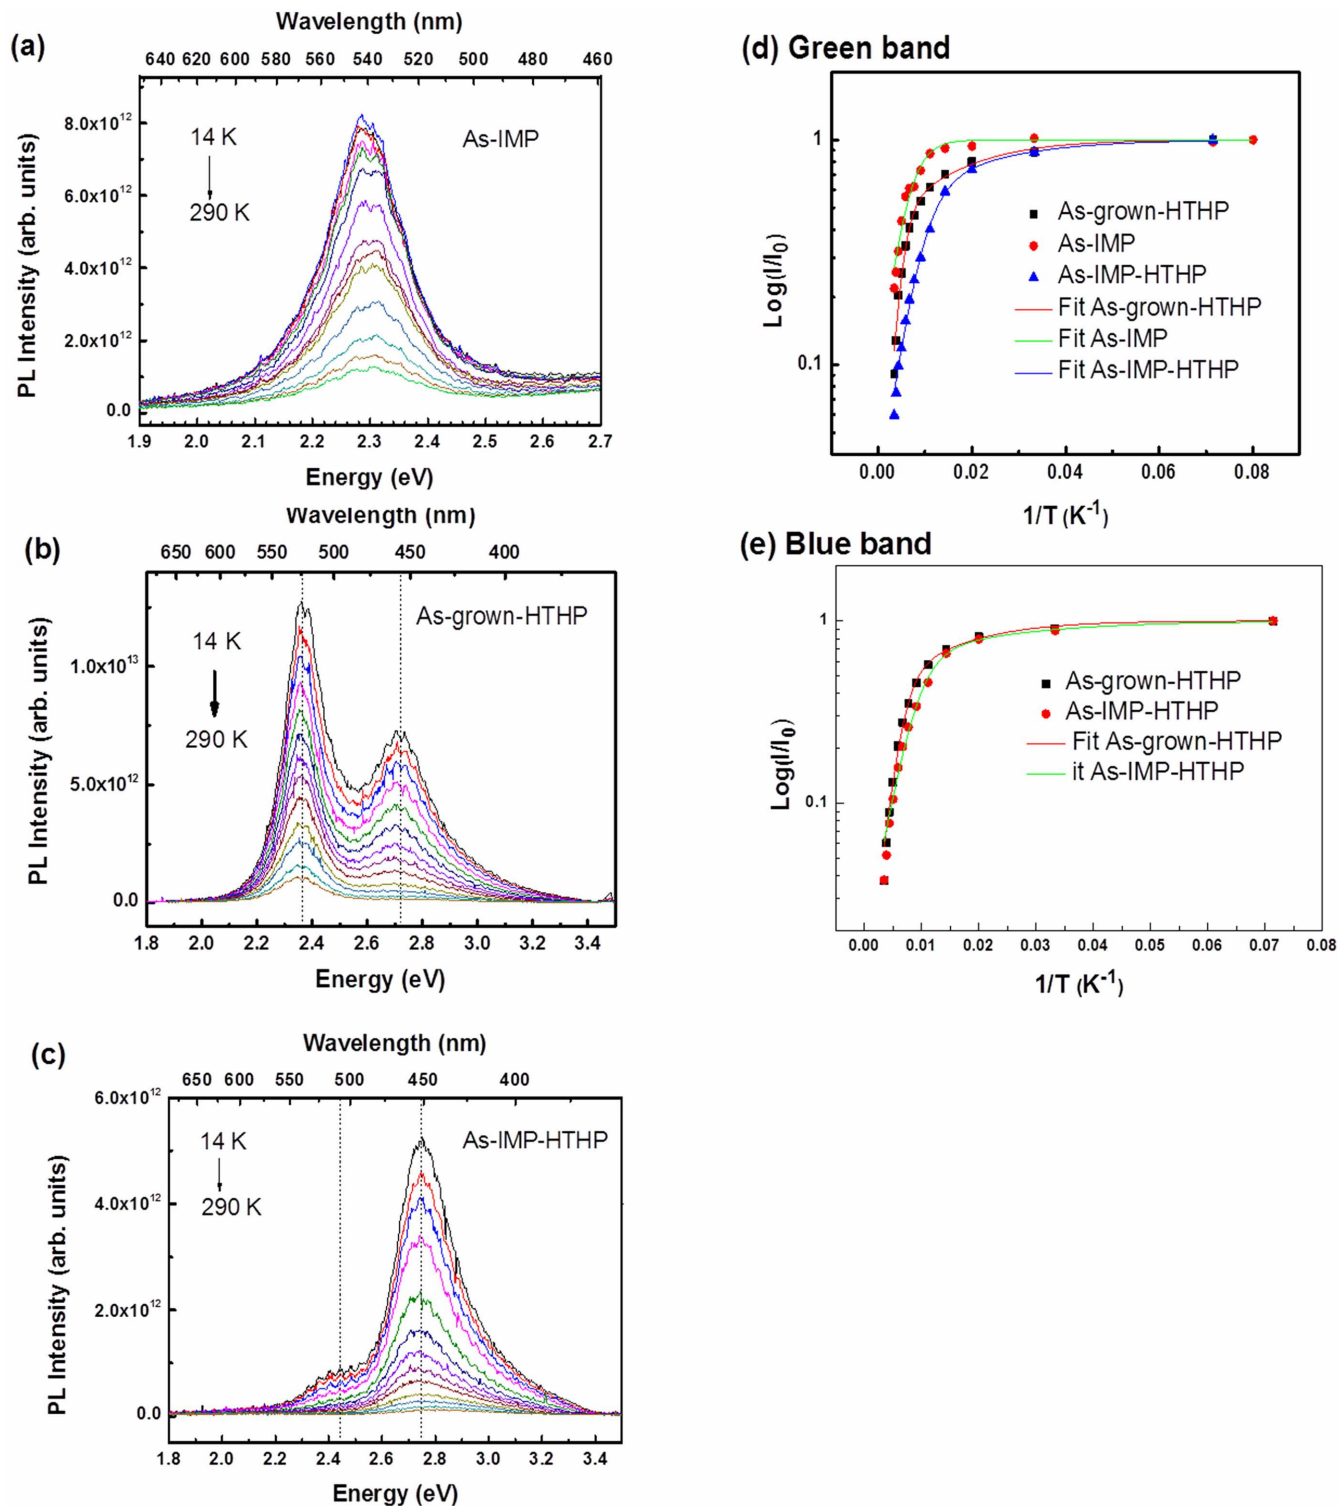 (a)
Wavelength (nm)
640 620 600 580 560 540 520 500 480 460
PL Intensity (arb. units)
8.0x10¹²
6.0x10¹²
4.0x10¹²
2.0x10¹²
0.0
14 K
290 K
As-IMP
1.9 2.0 2.1 2.2 2.3 2.4 2.5 2.6 2.7
Energy (eV)
(b)
Wavelength (nm)
650 600 550 500 450 400
PL Intensity (arb. units)
1.0x10¹³
5.0x10¹²
0.0
14 K
290 K
As-grown-HTHP
1.8 2.0 2.2 2.4 2.6 2.8 3.0 3.2 3.4
Energy (eV)
(c)
Wavelength (nm)
650 600 550 500 450 400
PL Intensity (arb. units)
6.0x10¹²
4.0x10¹²
2.0x10¹²
0.0
14 K
290 K
As-IMP-HTHP
1.8 2.0 2.2 2.4 2.6 2.8 3.0 3.2 3.4
Energy (eV)
(d) Green band
Log(I/I₀)
1
0.1
As-grown-HTHP
As-IMP
As-IMP-HTHP
Fit As-grown-HTHP
Fit As-IMP
Fit As-IMP-HTHP
0.00 0.02 0.04 0.06 0.08
1/T (K⁻¹)
(e) Blue band
Log(I/I₀)
1
0.1
As-grown-HTHP
As-IMP-HTHP
Fit As-grown-HTHP
it As-IMP-HTHP
0.00 0.01 0.02 0.03 0.04 0.05 0.06 0.07 0.08
1/T (K⁻¹)